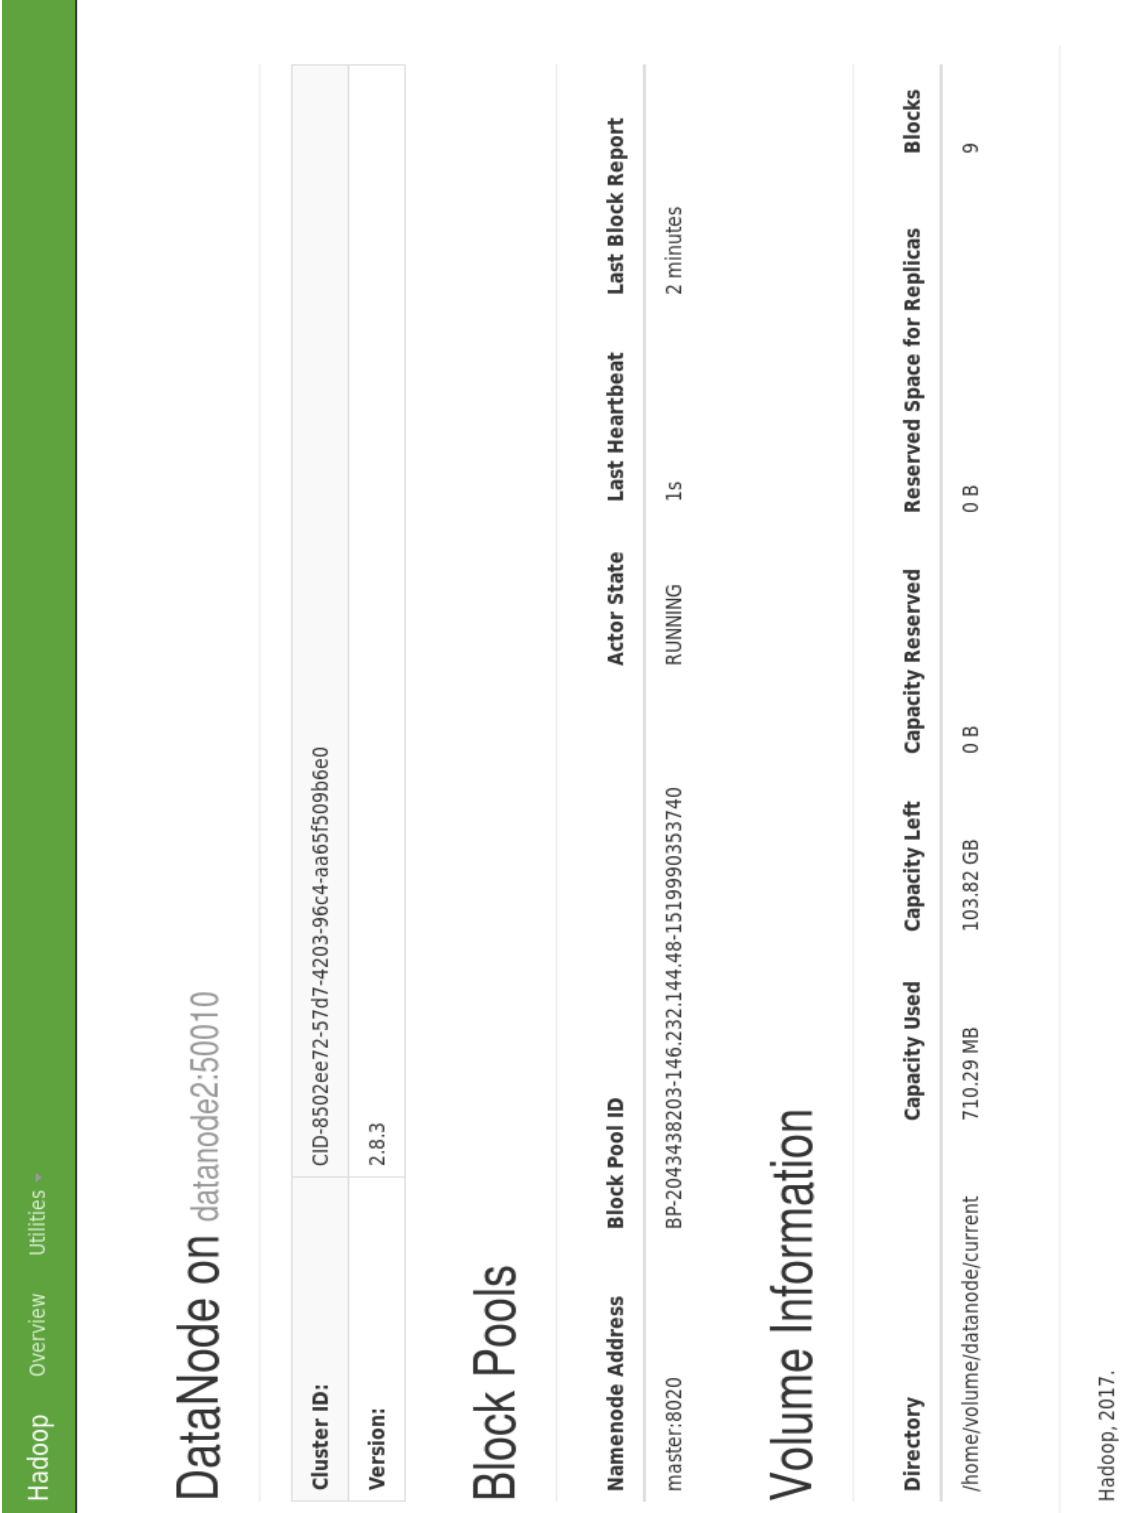 Hadoop Overview Utilities
DataNode on datanode2:50010
Cluster ID: CID-8502ee72-57d7-4203-96c4-aa65f509b6e0
Version: 2.8.3
Block Pools
Namenode Address Block Pool ID Actor State Last Heartbeat Last Block Report
master:8020 BP-2043438203-146.232.144.48-1519990353740 RUNNING 1s 2 minutes
Volume Information
Directory Capacity Used Capacity Left Capacity Reserved Reserved Space for Replicas Blocks
/home/volume/datanode/current 710.29 MB 103.82 GB 0 B 0 B 9
Hadoop, 2017.